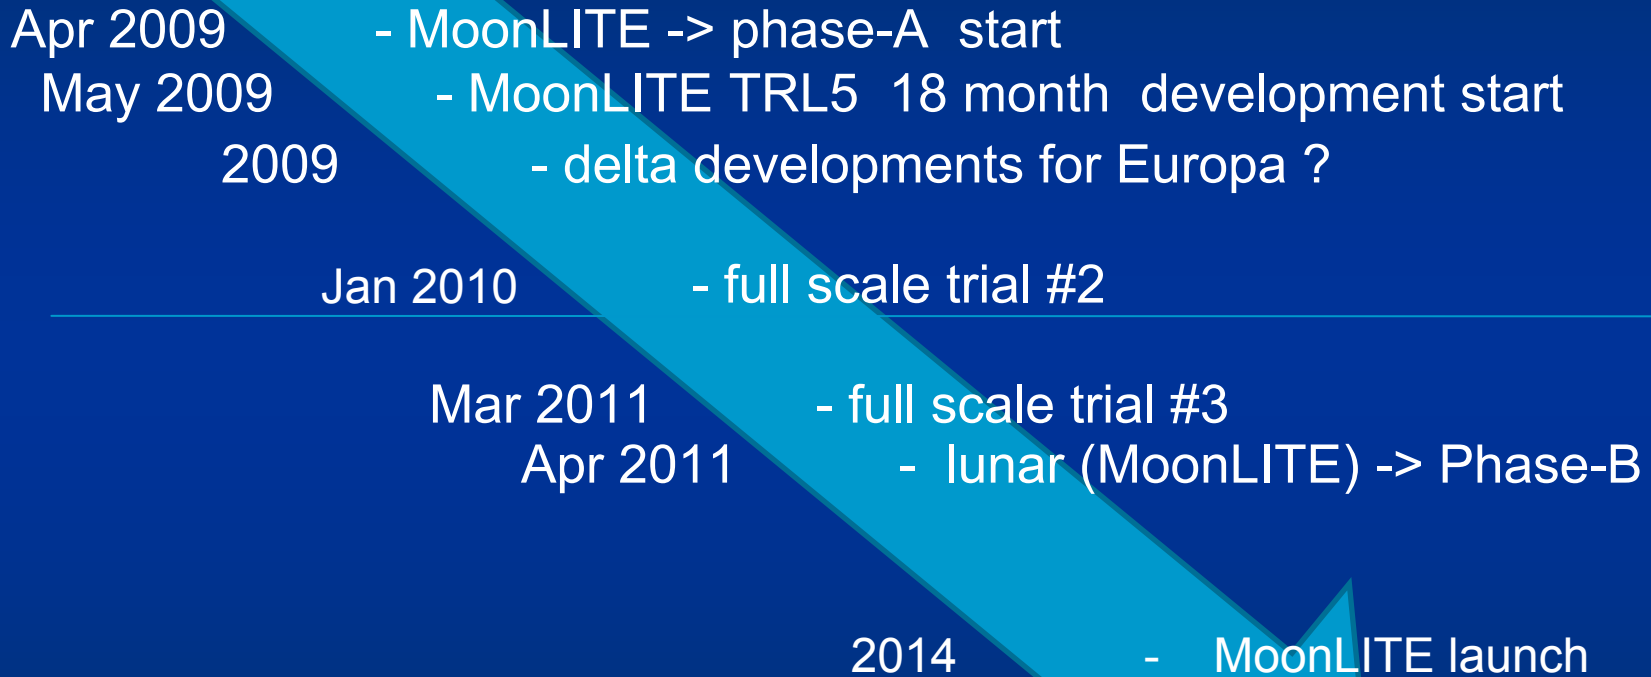 Apr 2009 - MoonLITE -> phase-A start
May 2009 - MoonLITE TRL5 18 month development start
2009 - delta developments for Europa ?
Jan 2010 - full scale trial #2
Mar 2011 - full scale trial #3
Apr 2011 - lunar (MoonLITE) -> Phase-B
2014 - MoonLITE launch